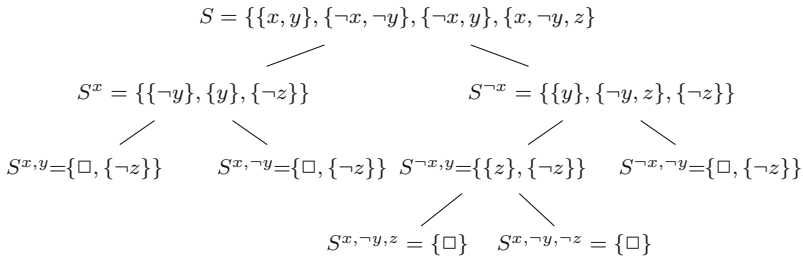 S = {{x, y}, {¬x, ¬y}, {¬x, y}, {x, ¬y, z}
S^x = {{¬y}, {y}, {¬z}} S^¬x = {{y}, {¬y, z}, {¬z}}
S^x,y={□, {¬z}} S^x,¬y={□, {¬z}} S^¬x,y={{z}, {¬z}} S^¬x,¬y={□, {¬z}}
S^x,¬y,z = {□} S^x,¬y,¬z = {□}